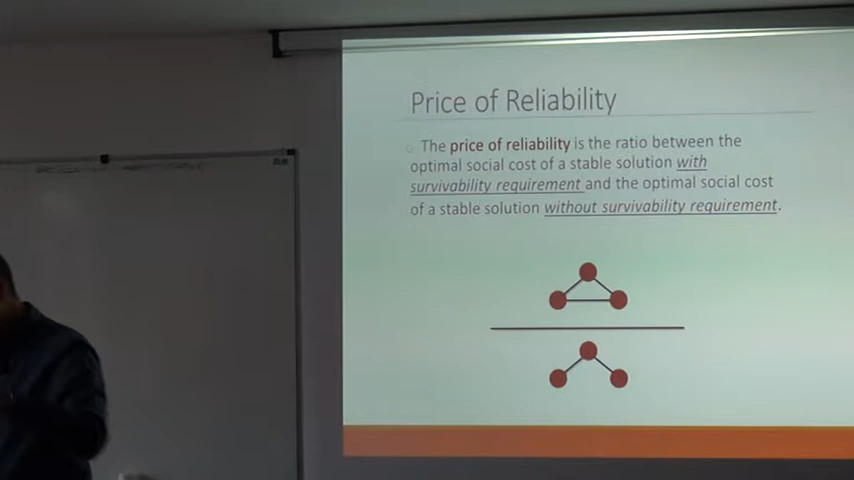 Price of Reliability
The price of reliability is the ratio between the
optimal social cost of a stable solution with
survivability requirement and the optimal social cost
of a stable solution without survivability requirement.